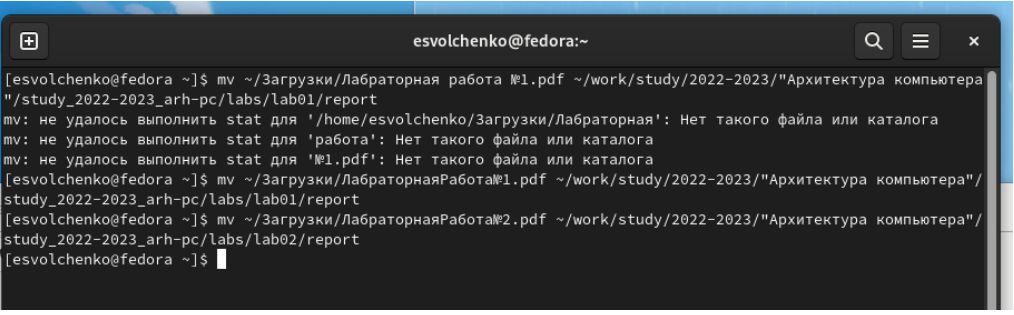 esvolchenko@fedora:~
[esvolchenko@fedora ~]$ mv ~/Загрузки/Лабраторная работа №1.pdf ~/work/study/2022-2023/"Архитектура компьютера
"/study_2022-2023_arh-pc/labs/lab01/report
mv: не удалось выполнить stat для '/home/esvolchenko/Загрузки/Лабраторная': Нет такого файла или каталога
mv: не удалось выполнить stat для 'работа': Нет такого файла или каталога
mv: не удалось выполнить stat для '№1.pdf': Нет такого файла или каталога
[esvolchenko@fedora ~]$ mv ~/Загрузки/ЛабраторнаяРабота№1.pdf ~/work/study/2022-2023/"Архитектура компьютера"/
study_2022-2023_arh-pc/labs/lab01/report
[esvolchenko@fedora ~]$ mv ~/Загрузки/ЛабраторнаяРабота№2.pdf ~/work/study/2022-2023/"Архитектура компьютера"/
study_2022-2023_arh-pc/labs/lab02/report
[esvolchenko@fedora ~]$